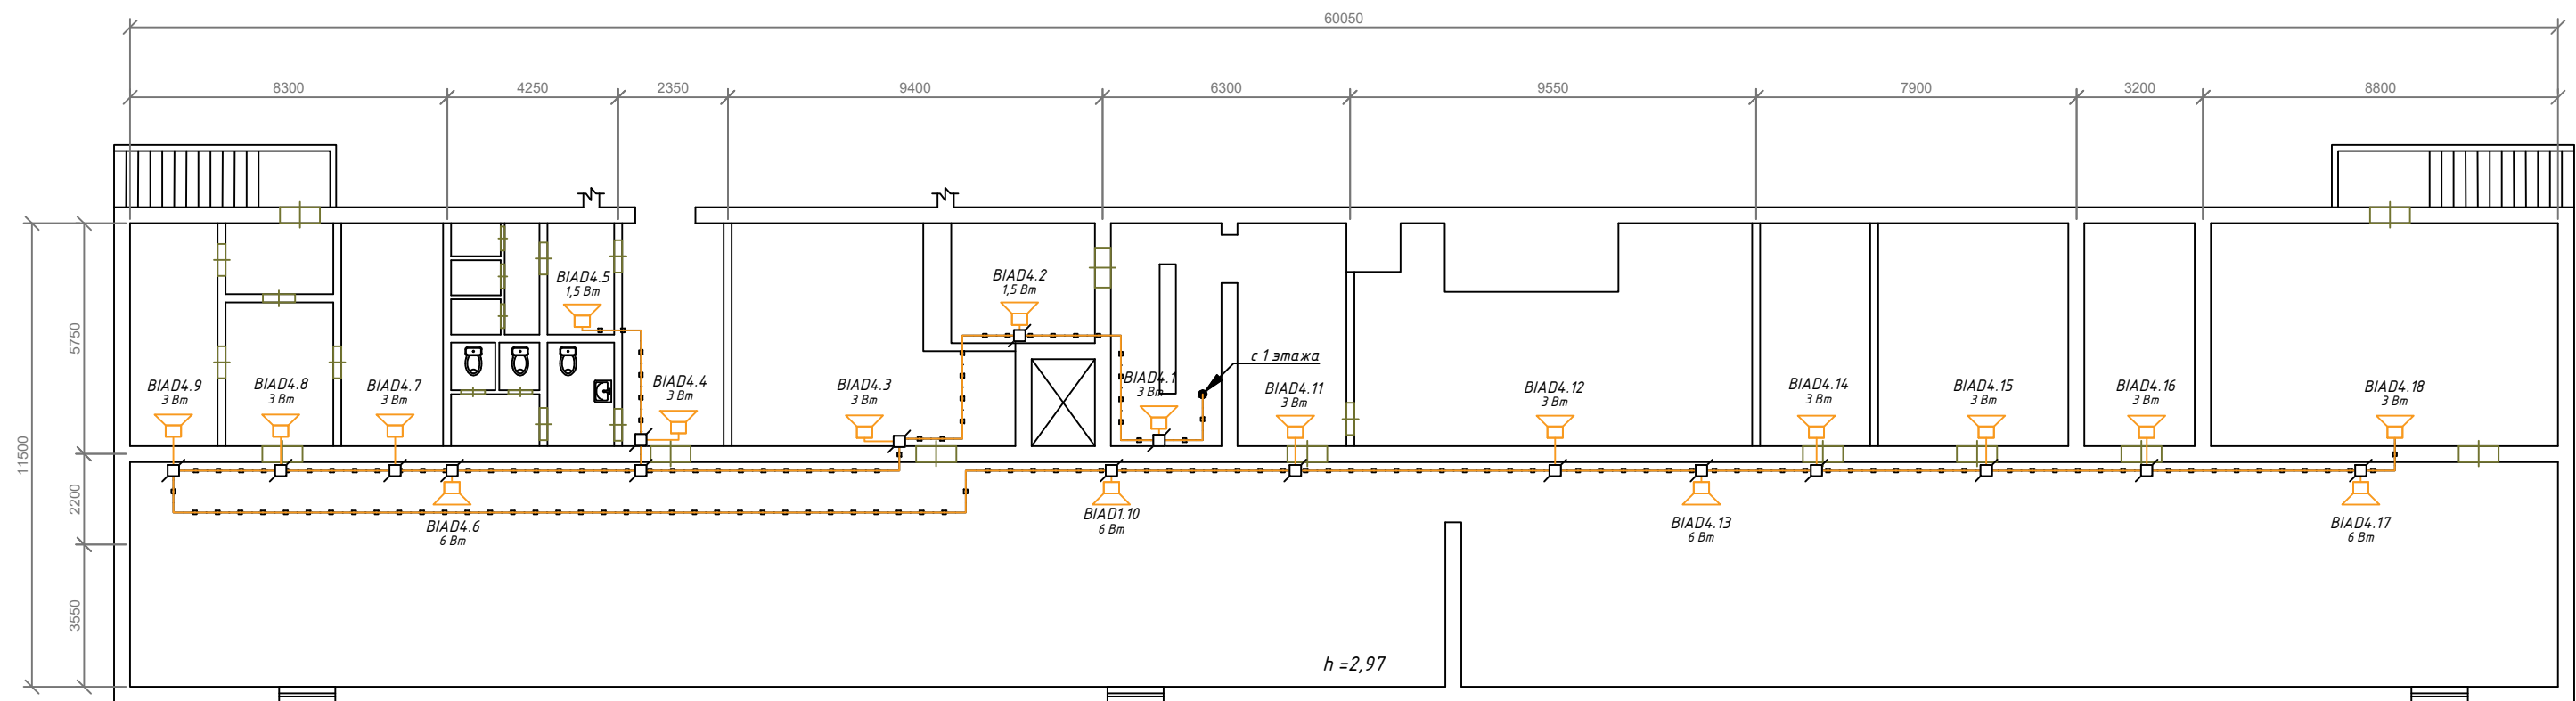 60050
8300
4250
2350
9400
6300
9550
7900
3200
8800
11500
5750
2200
3550
BIAD4.5
1,5 Вт
BIAD4.2
1,5 Вт
с 1 этажа
BIAD4.9
3 Вт
BIAD4.8
3 Вт
BIAD4.7
3 Вт
BIAD4.4
3 Вт
BIAD4.3
3 Вт
BIAD4.1
3 Вт
BIAD4.11
3 Вт
BIAD4.12
3 Вт
BIAD4.14
3 Вт
BIAD4.15
3 Вт
BIAD4.16
3 Вт
BIAD4.18
3 Вт
BIAD4.6
6 Вт
BIAD1.10
6 Вт
BIAD4.13
6 Вт
BIAD4.17
6 Вт
h =2,97